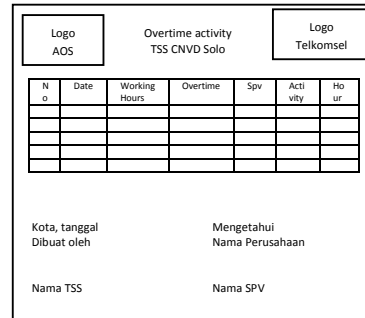 Logo
AOS
Overtime activity
TSS CNVD Solo
Logo
Telkomsel
N
o
Date
Working
Hours
Overtime
Spv
Acti
vity
Ho
ur
Kota, tanggal
Dibuat oleh
Mengetahui
Nama Perusahaan
Nama TSS
Nama SPV